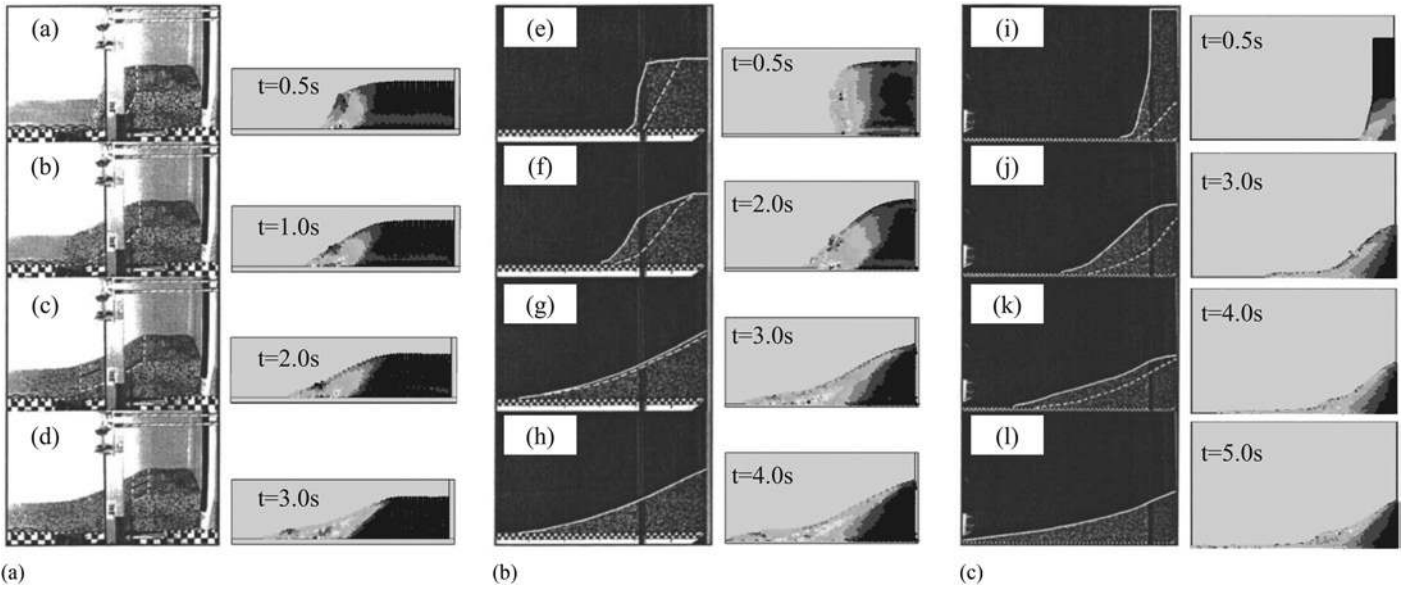 (a)
t=0.5s
(b)
t=1.0s
(c)
t=2.0s
(d)
t=3.0s
(a)
(e)
t=0.5s
(f)
t=2.0s
(g)
t=3.0s
(h)
t=4.0s
(b)
(i)
t=0.5s
(j)
t=3.0s
(k)
t=4.0s
(l)
t=5.0s
(c)